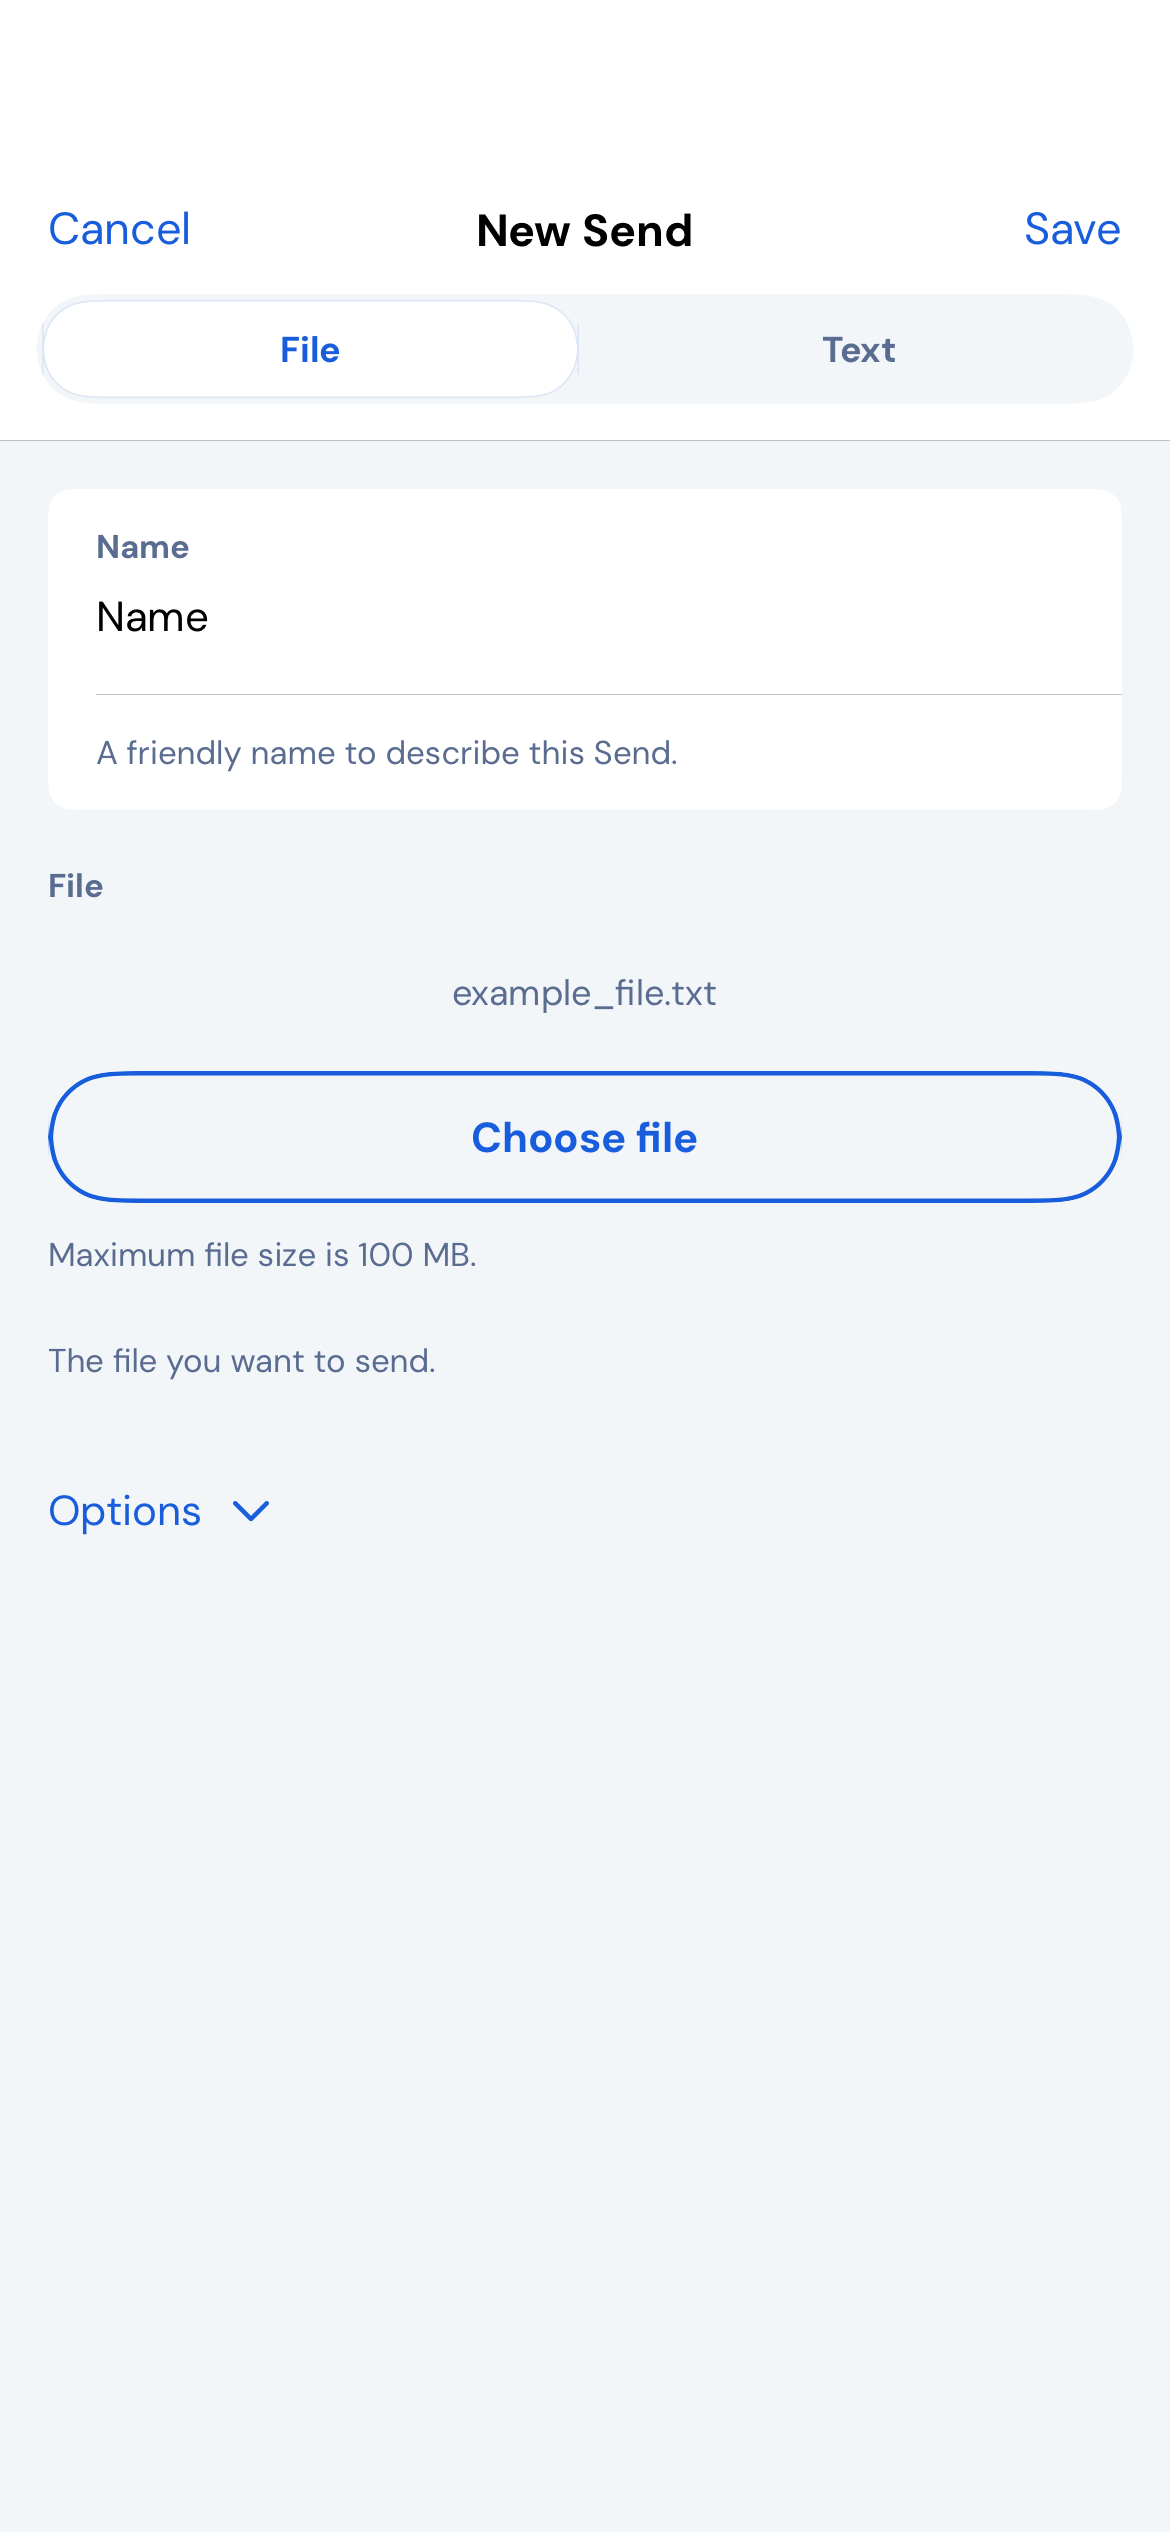 Cancel New Send Save
File Text
Name
Name
A friendly name to describe this Send.
File
example_file.txt
Choose file
Maximum file size is 100 MB.
The file you want to send.
Options